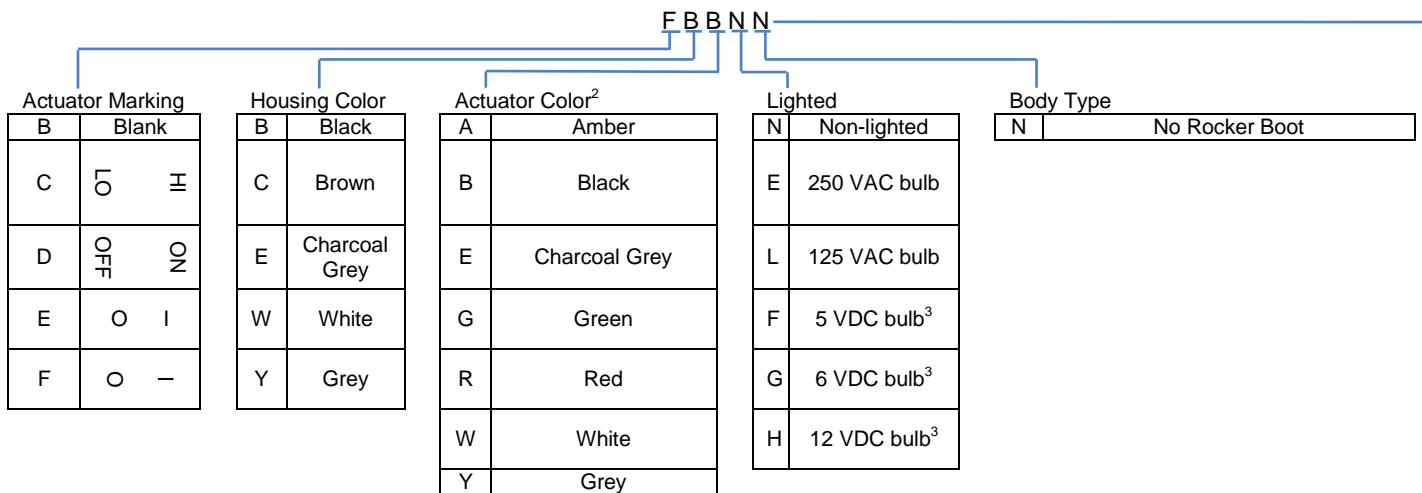 F B B N N
Actuator Marking
B Blank
C LO HI
D OFF ON
E O I
F O I
Housing Color
B Black
C Brown
E Charcoal
Grey
W White
Y Grey
Actuator Color2
A Amber
B Black
E Charcoal Grey
G Green
R Red
W White
Y Grey
Lighted
N Non-lighted
E 250 VAC bulb
L 125 VAC bulb
F 5 VDC bulb3
G 6 VDC bulb3
H 12 VDC bulb3
Body Type
N No Rocker Boot